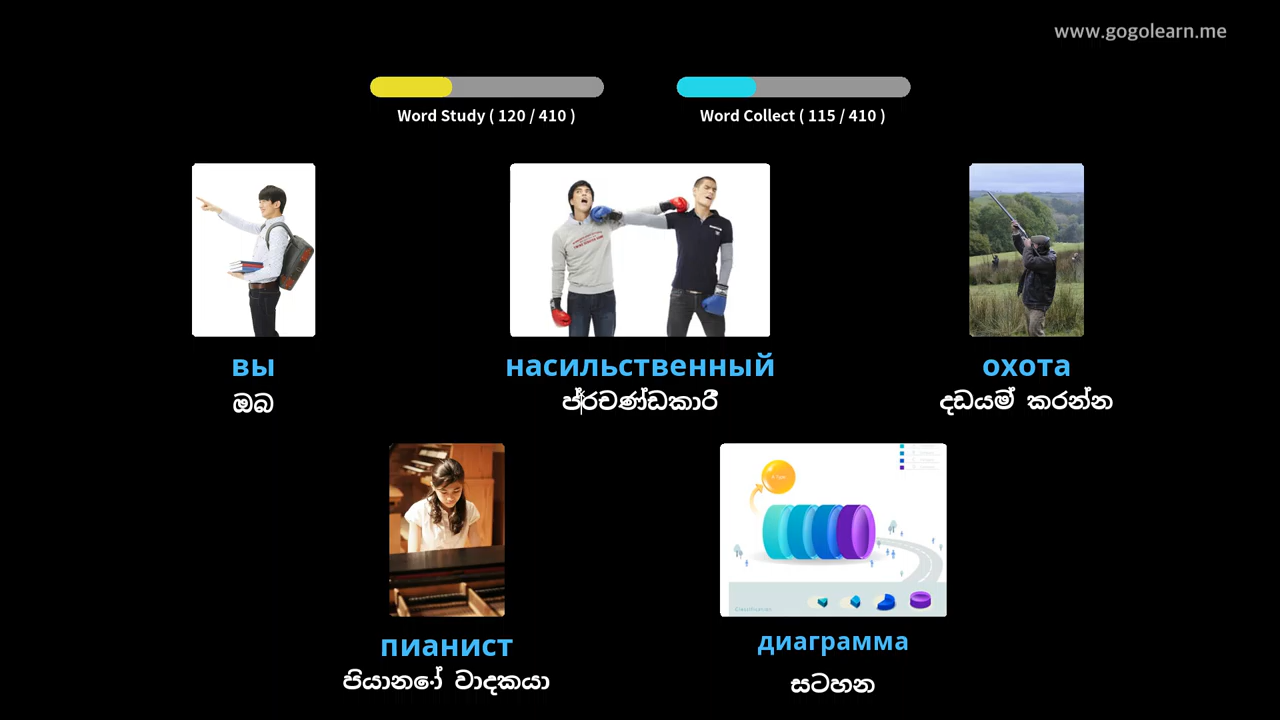 www.gogolearn.me
Word Study ( 120 / 410 )
Word Collect ( 115 / 410 )
вы
ඔබ
насильственный
ප්රචණ්ඩකාරී
охота
දඩයම් කරන්න
пианист
පියානෝ වාදකයා
диаграмма
සටහන